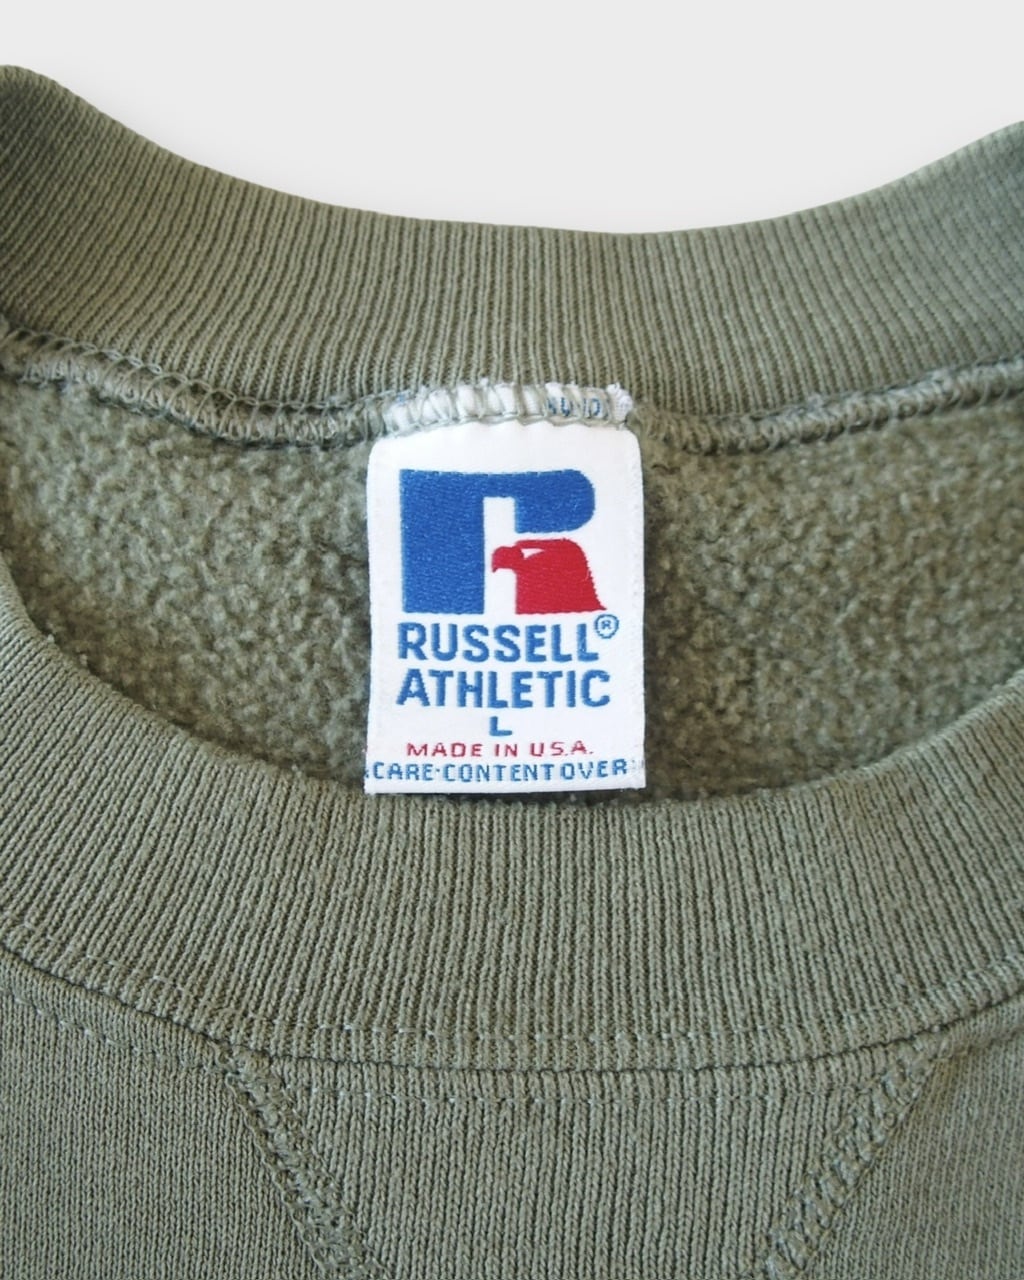 R
RUSSELL®
ATHLETIC
L
MADE IN U.S.A.
CARE·CONTENT OVER